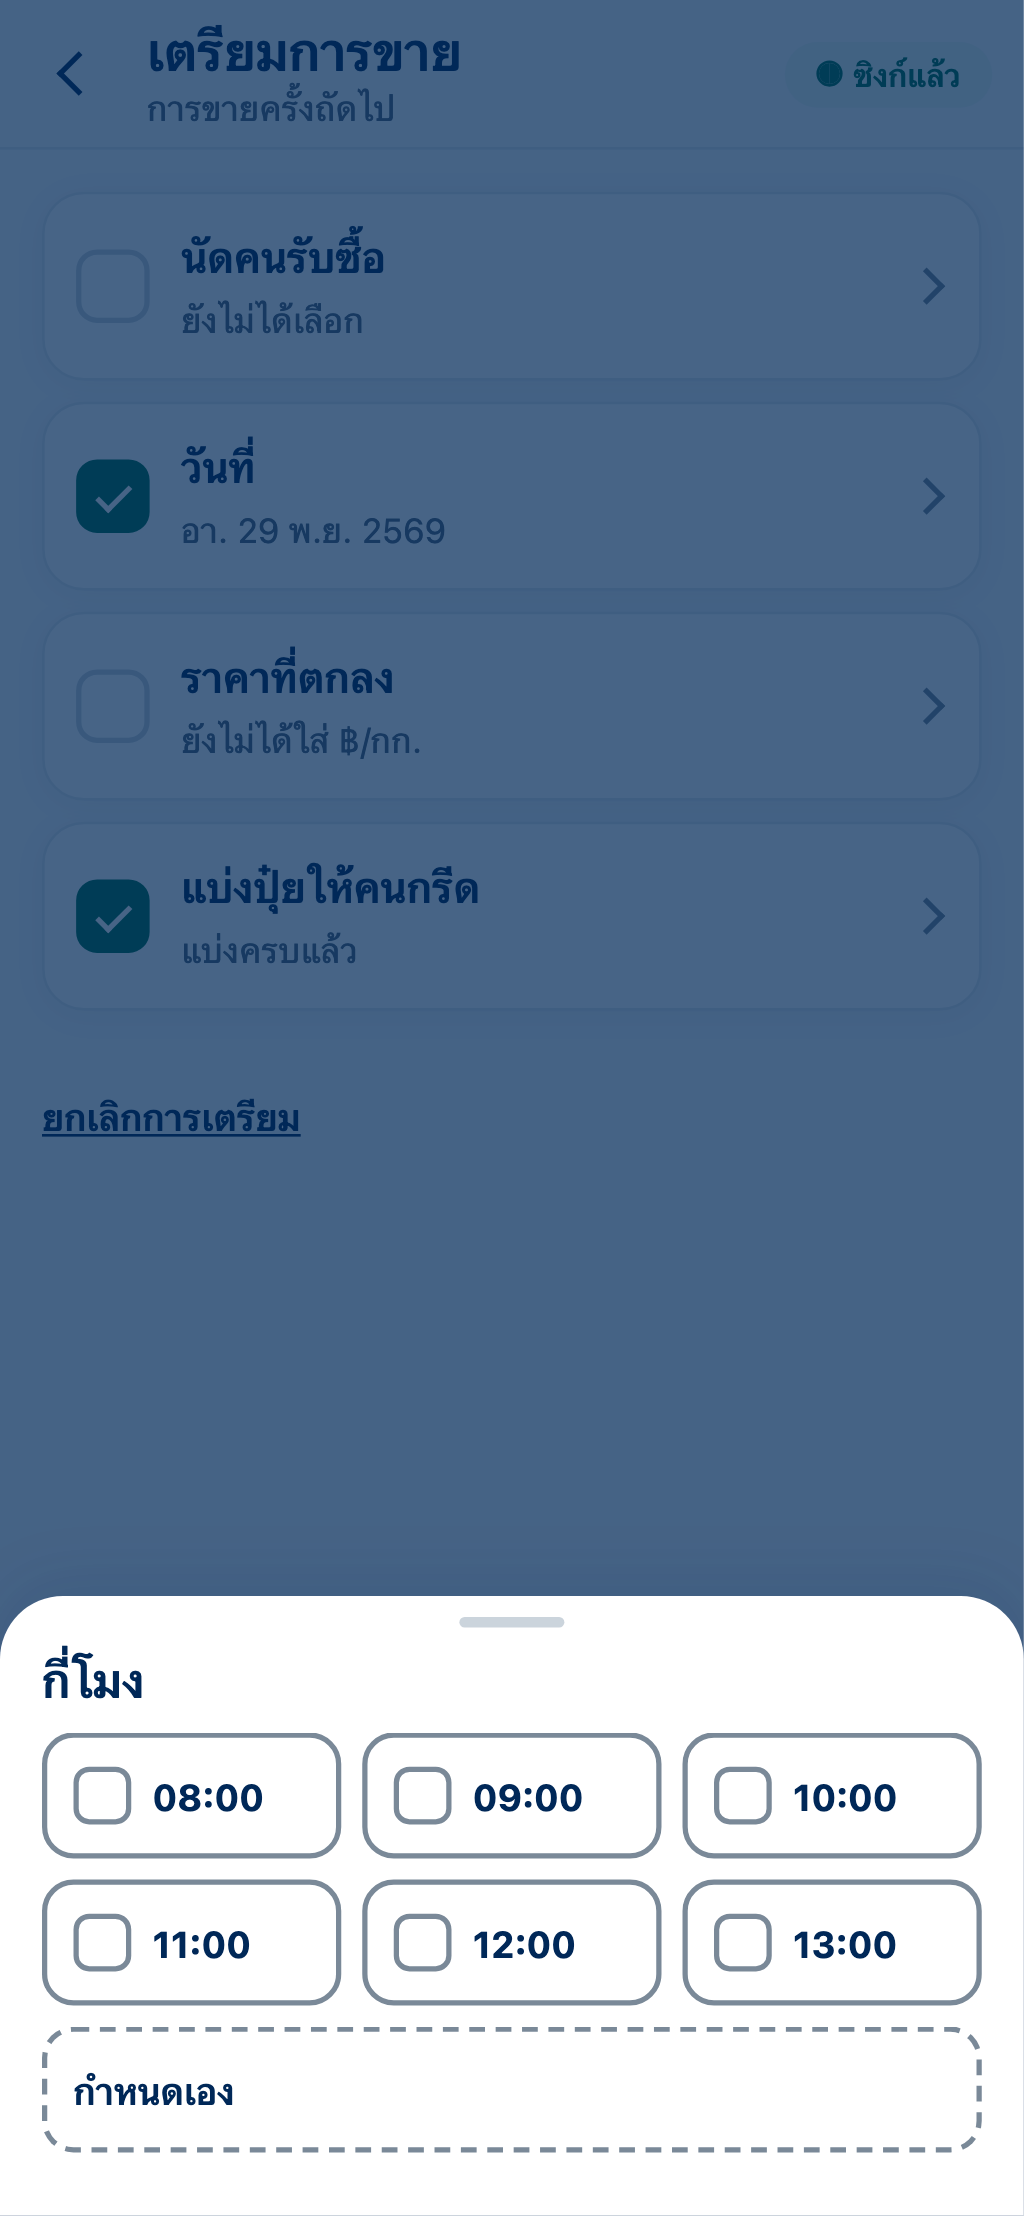 เตรียมการขาย
การขายครั้งถัดไป
ซิงก์แล้ว
นัดคนรับซื้อ
ยังไม่ได้เลือก
วันที่
อา. 29 พ.ย. 2569
ราคาที่ตกลง
ยังไม่ได้ใส่ ฿/กก.
แบ่งปุ๋ยให้คนกรีด
แบ่งครบแล้ว
ยกเลิกการเตรียม
กี่โมง
08:00
09:00
10:00
11:00
12:00
13:00
กำหนดเอง